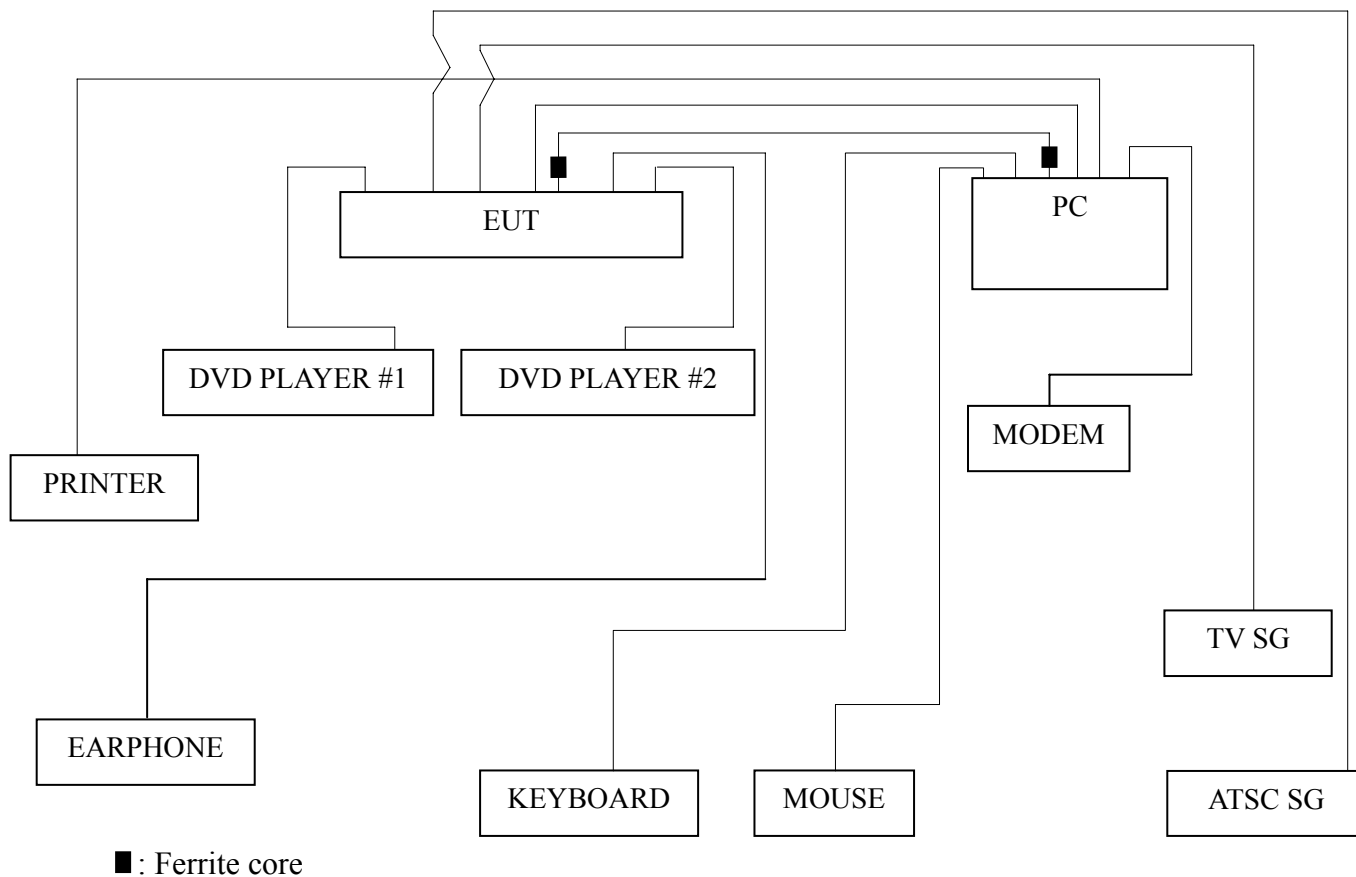 EUT
PC
DVD PLAYER #1
DVD PLAYER #2
MODEM
PRINTER
TV SG
EARPHONE
KEYBOARD
MOUSE
ATSC SG
: Ferrite core